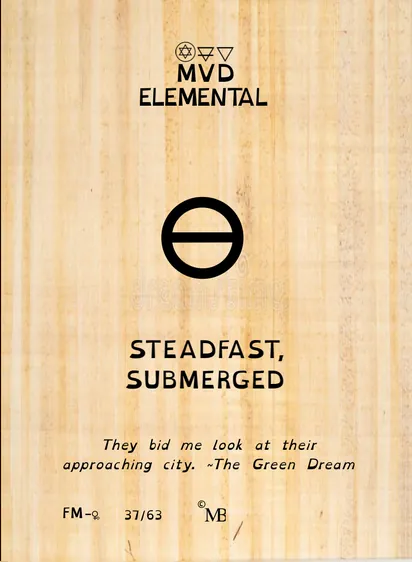 MVD
ELEMENTAL
STEADFAST,
SUBMERGED
They bid me look at their
approaching city. ~The Green Dream
FM-♀ 37/63 © MB